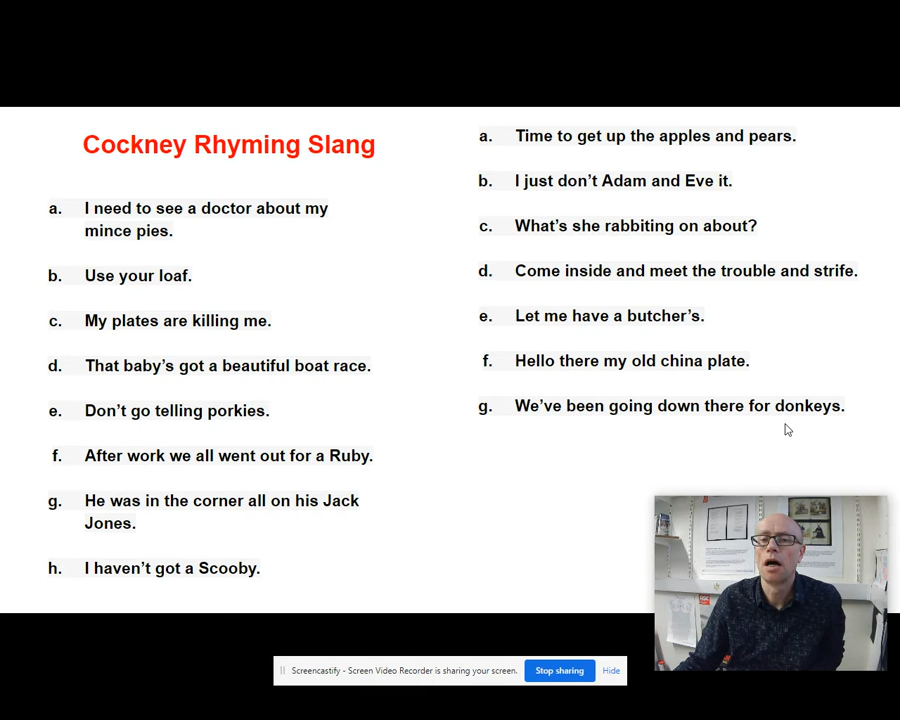 Cockney Rhyming Slang
a. I need to see a doctor about my
mince pies.
b. Use your loaf.
c. My plates are killing me.
d. That baby’s got a beautiful boat race.
e. Don’t go telling porkies.
f. After work we all went out for a Ruby.
g. He was in the corner all on his Jack
Jones.
h. I haven’t got a Scooby.
a. Time to get up the apples and pears.
b. I just don’t Adam and Eve it.
c. What’s she rabbiting on about?
d. Come inside and meet the trouble and strife.
e. Let me have a butcher’s.
f. Hello there my old china plate.
g. We’ve been going down there for donkeys.
Screencastify - Screen Video Recorder is sharing your screen. Stop sharing Hide